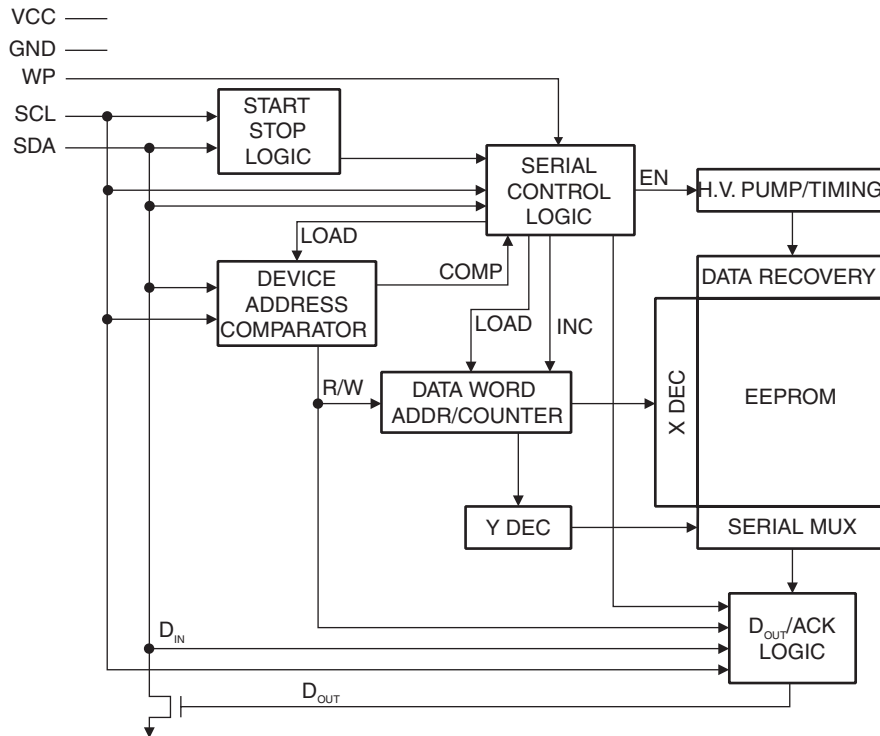 VCC
GND
WP
SCL
SDA
START
STOP
LOGIC
SERIAL
CONTROL
LOGIC
EN
H.V. PUMP/TIMING
LOAD
COMP
DATA RECOVERY
DEVICE
ADDRESS
COMPARATOR
LOAD
INC
R/W
DATA WORD
ADDR/COUNTER
X DEC
EEPROM
Y DEC
SERIAL MUX
DIN
DOUT/ACK
LOGIC
DOUT